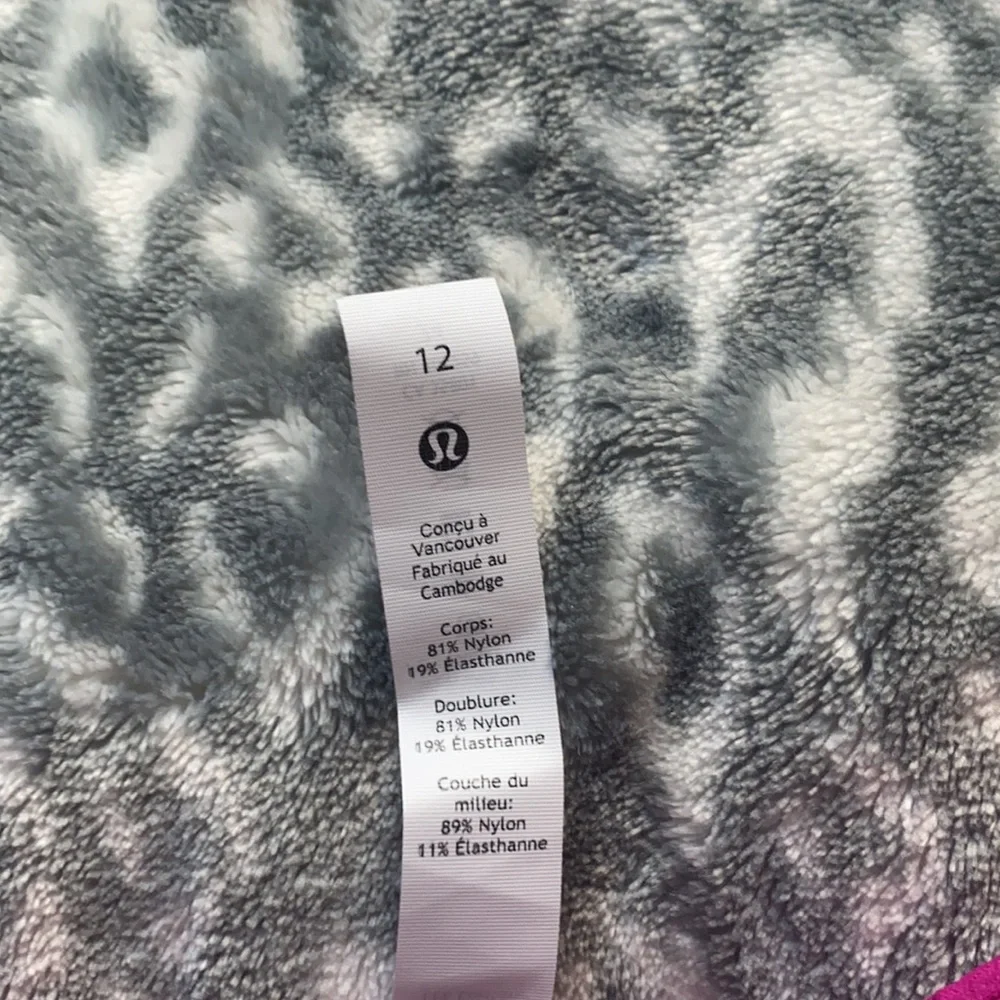 12
Conçu à
Vancouver
Fabriqué au
Cambodge
Corps:
81% Nylon
19% Élasthanne
Doublure:
81% Nylon
19% Élasthanne
Couche du
milieu:
89% Nylon
11% Élasthanne